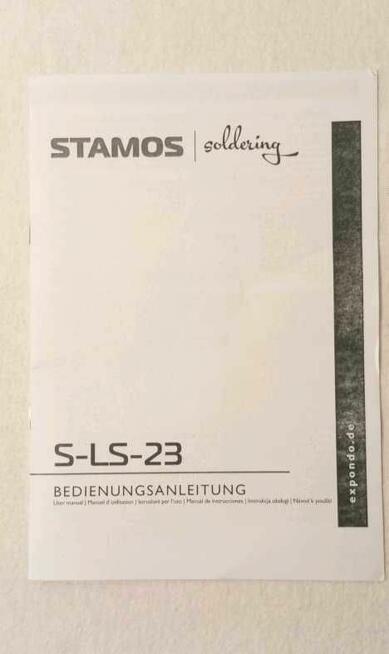 STAMOS | soldering
S-LS-23
BEDIENUNGSANLEITUNG
User manual | Manuel d'utilisation | Istruzioni per l'uso | Manual de instrucciones | Instrukcja obsługi | Návod k použití
expondo.de